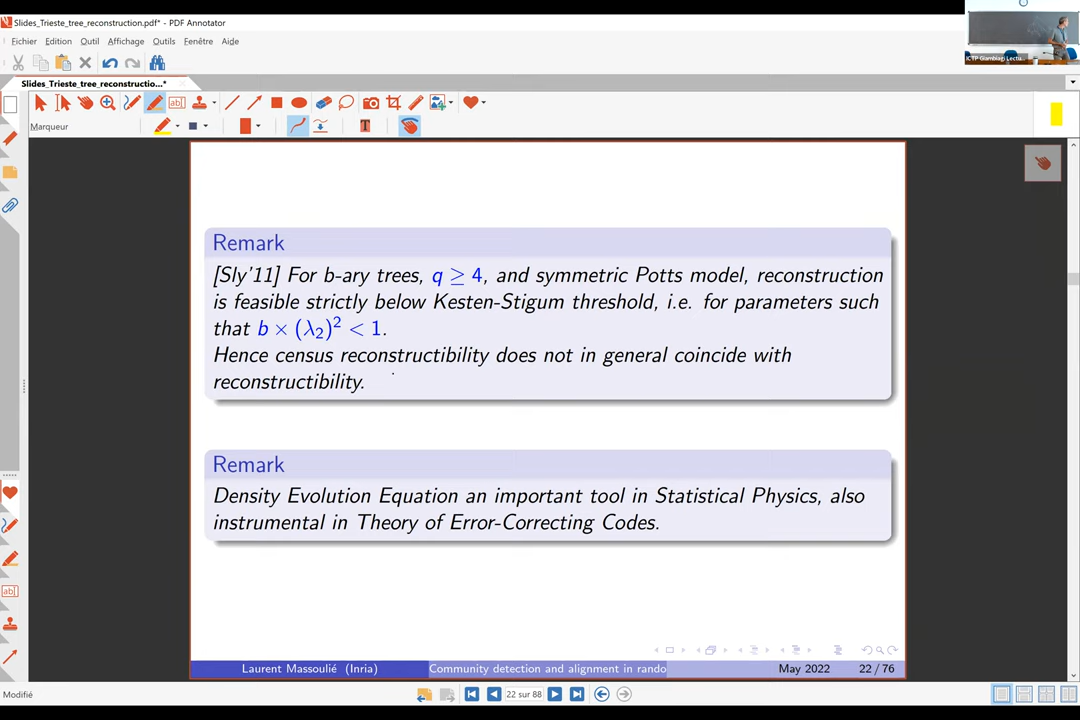 Slides_Trieste_tree_reconstruction.pdf* - PDF Annotator
Fichier Edition Outil Affichage Outils Fenêtre Aide
Slides_Trieste_tree_reconstructio...*
Marqueur
ICTP Giambiagi Lectu...
Remark
[Sly'11] For b-ary trees, q ≥ 4, and symmetric Potts model, reconstruction
is feasible strictly below Kesten-Stigum threshold, i.e. for parameters such
that b × (λ₂)² < 1.
Hence census reconstructibility does not in general coincide with
reconstructibility.
Remark
Density Evolution Equation an important tool in Statistical Physics, also
instrumental in Theory of Error-Correcting Codes.
Laurent Massoulié (Inria) Community detection and alignment in rando May 2022 22 / 76
Modifié 22 sur 88